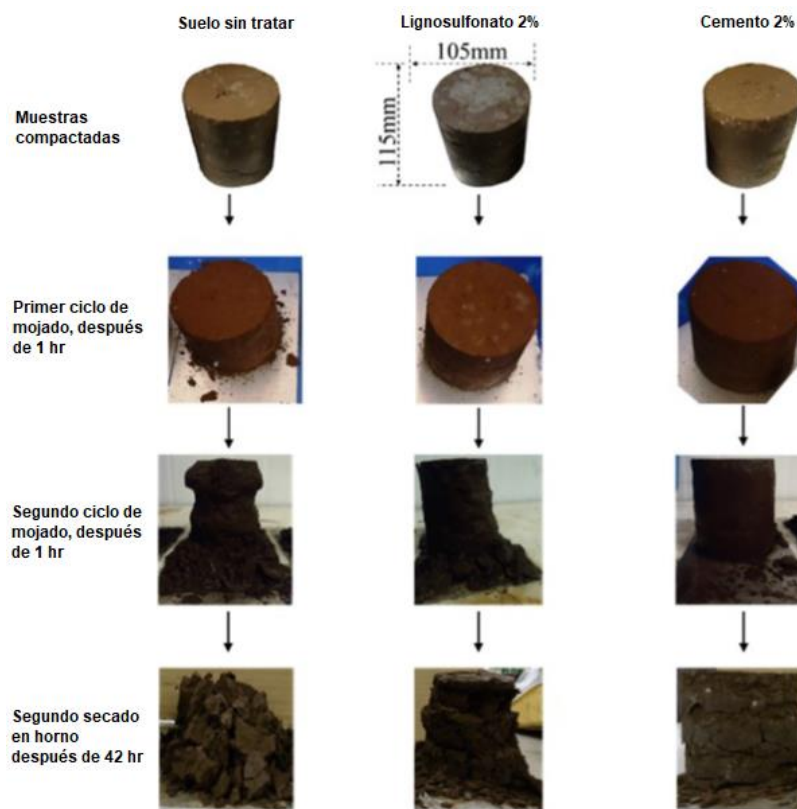 Suelo sin tratar
Lignosulfonato 2%
Cemento 2%
105mm
115mm
Muestras
compactadas
Primer ciclo de
mojado, después
de 1 hr
Segundo ciclo de
mojado, después
de 1 hr
Segundo secado
en horno
después de 42 hr